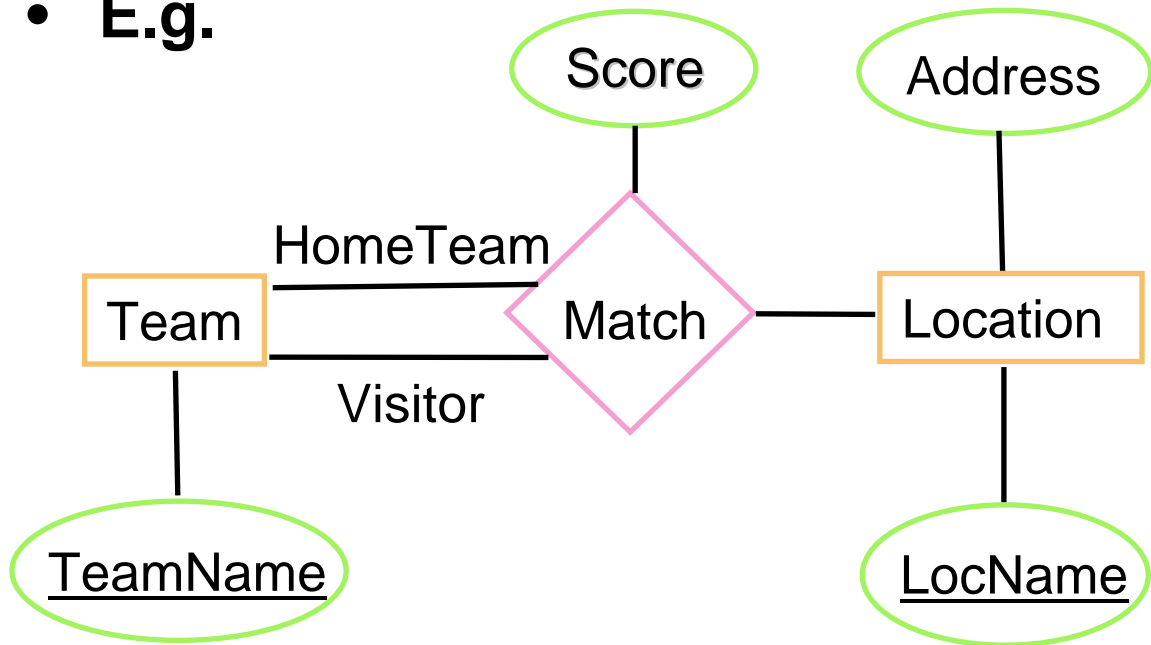 • E.g.
Score
Address
HomeTeam
Team
Match
Location
Visitor
TeamName
LocName